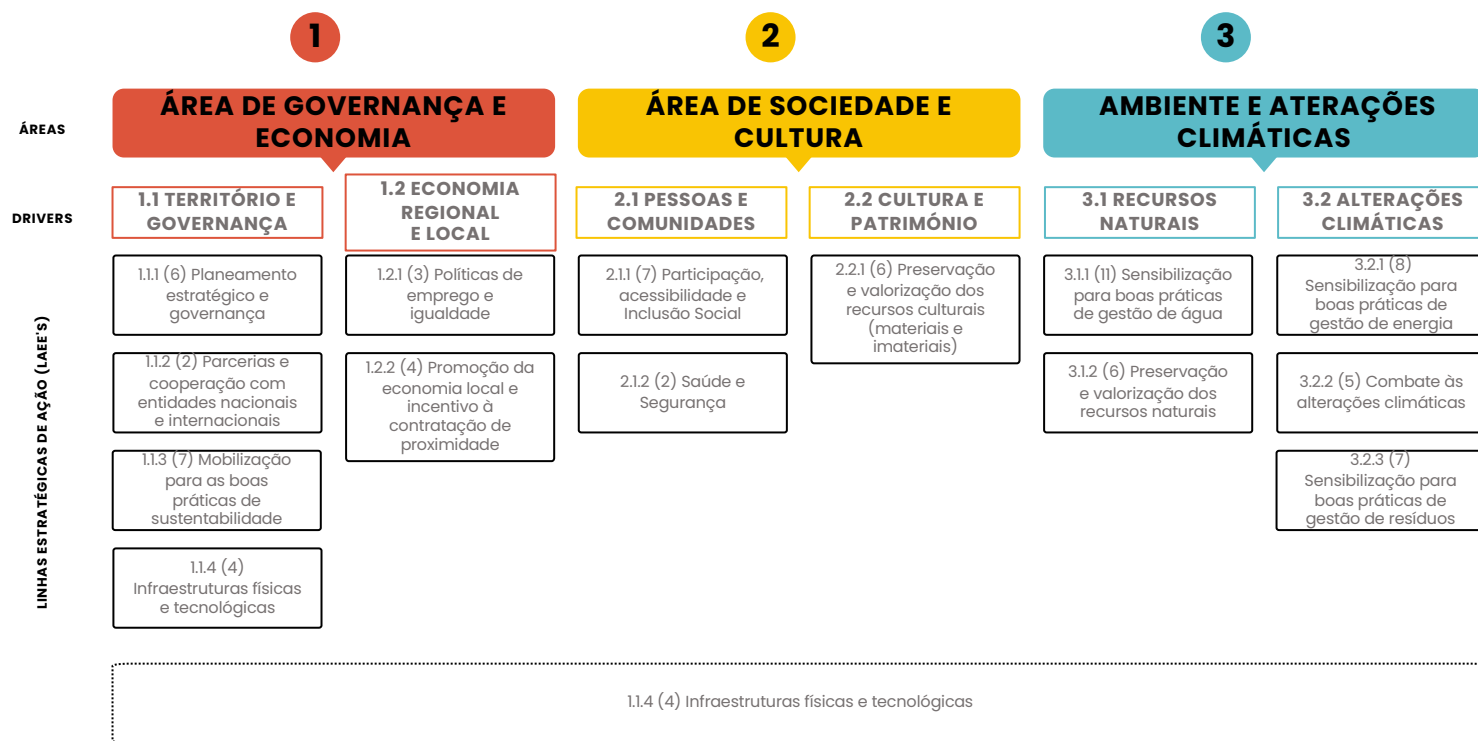 1
2
3
ÁREAS
ÁREA DE GOVERNANÇA E
ECONOMIA
ÁREA DE SOCIEDADE E
CULTURA
AMBIENTE E ATERAÇÕES
CLIMÁTICAS
DRIVERS
1.1 TERRITÓRIO E
GOVERNANÇA
1.2 ECONOMIA
REGIONAL
E LOCAL
2.1 PESSOAS E
COMUNIDADES
2.2 CULTURA E
PATRIMÓNIO
3.1 RECURSOS
NATURAIS
3.2 ALTERAÇÕES
CLIMÁTICAS
LINHAS ESTRATÉGICAS DE AÇÃO (LAEE'S)
1.1.1 (6) Planeamento
estratégico e
governança
1.1.2 (2) Parcerias e
cooperação com
entidades nacionais
e internacionais
1.1.3 (7) Mobilização
para as boas
práticas de
sustentabilidade
1.1.4 (4)
Infraestruturas físicas
e tecnológicas
1.2.1 (3) Políticas de
emprego e
igualdade
1.2.2 (4) Promoção da
economia local e
incentivo à
contratação de
proximidade
2.1.1 (7) Participação,
acessibilidade e
Inclusão Social
2.1.2 (2) Saúde e
Segurança
2.2.1 (6) Preservação
e valorização dos
recursos culturais
(materiais e
imateriais)
3.1.1 (11) Sensibilização
para boas práticas
de gestão de água
3.1.2 (6) Preservação
e valorização dos
recursos naturais
3.2.1 (8)
Sensibilização para
boas práticas de
gestão de energia
3.2.2 (5) Combate às
alterações climáticas
3.2.3 (7)
Sensibilização para
boas práticas de
gestão de resíduos
1.1.4 (4) Infraestruturas físicas e tecnológicas